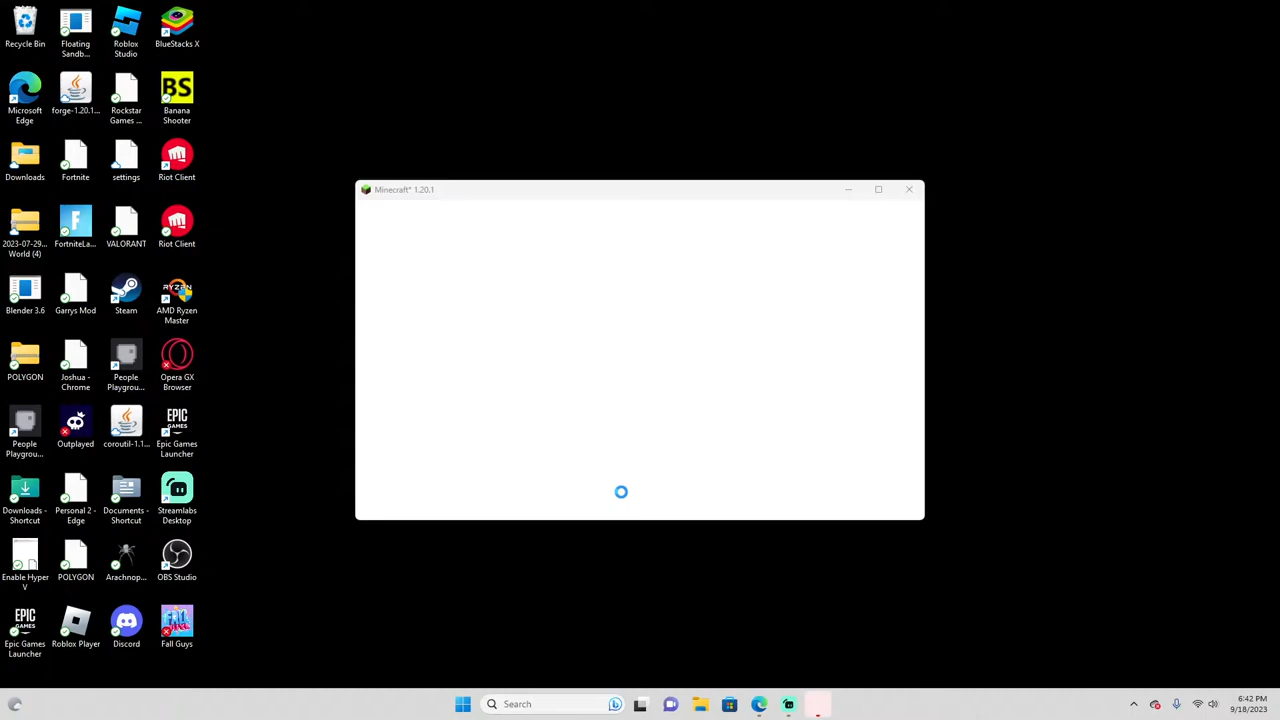 Recycle Bin
Floating
Sandb...
Roblox
Studio
BlueStacks X
Microsoft
Edge
forge-1.20.1...
Rockstar
Games ...
BS
Banana
Shooter
Downloads
Fortnite
settings
Riot Client
2023-07-29...
World (4)
F
FortniteLa...
VALORANT
Riot Client
Blender 3.6
Garrys Mod
Steam
RYZEN
AMD Ryzen
Master
POLYGON
Joshua -
Chrome
People
Playgrou...
Opera GX
Browser
People
Playgrou...
Outplayed
coroutil-1.1...
EPIC
GAMES
Epic Games
Launcher
Downloads -
Shortcut
Personal 2 -
Edge
Documents -
Shortcut
Streamlabs
Desktop
Enable Hyper
V
POLYGON
Arachnop...
OBS Studio
EPIC
GAMES
Epic Games
Launcher
Roblox Player
Discord
Fall Guys
Minecraft* 1.20.1
Search
6:42 PM
9/18/2023